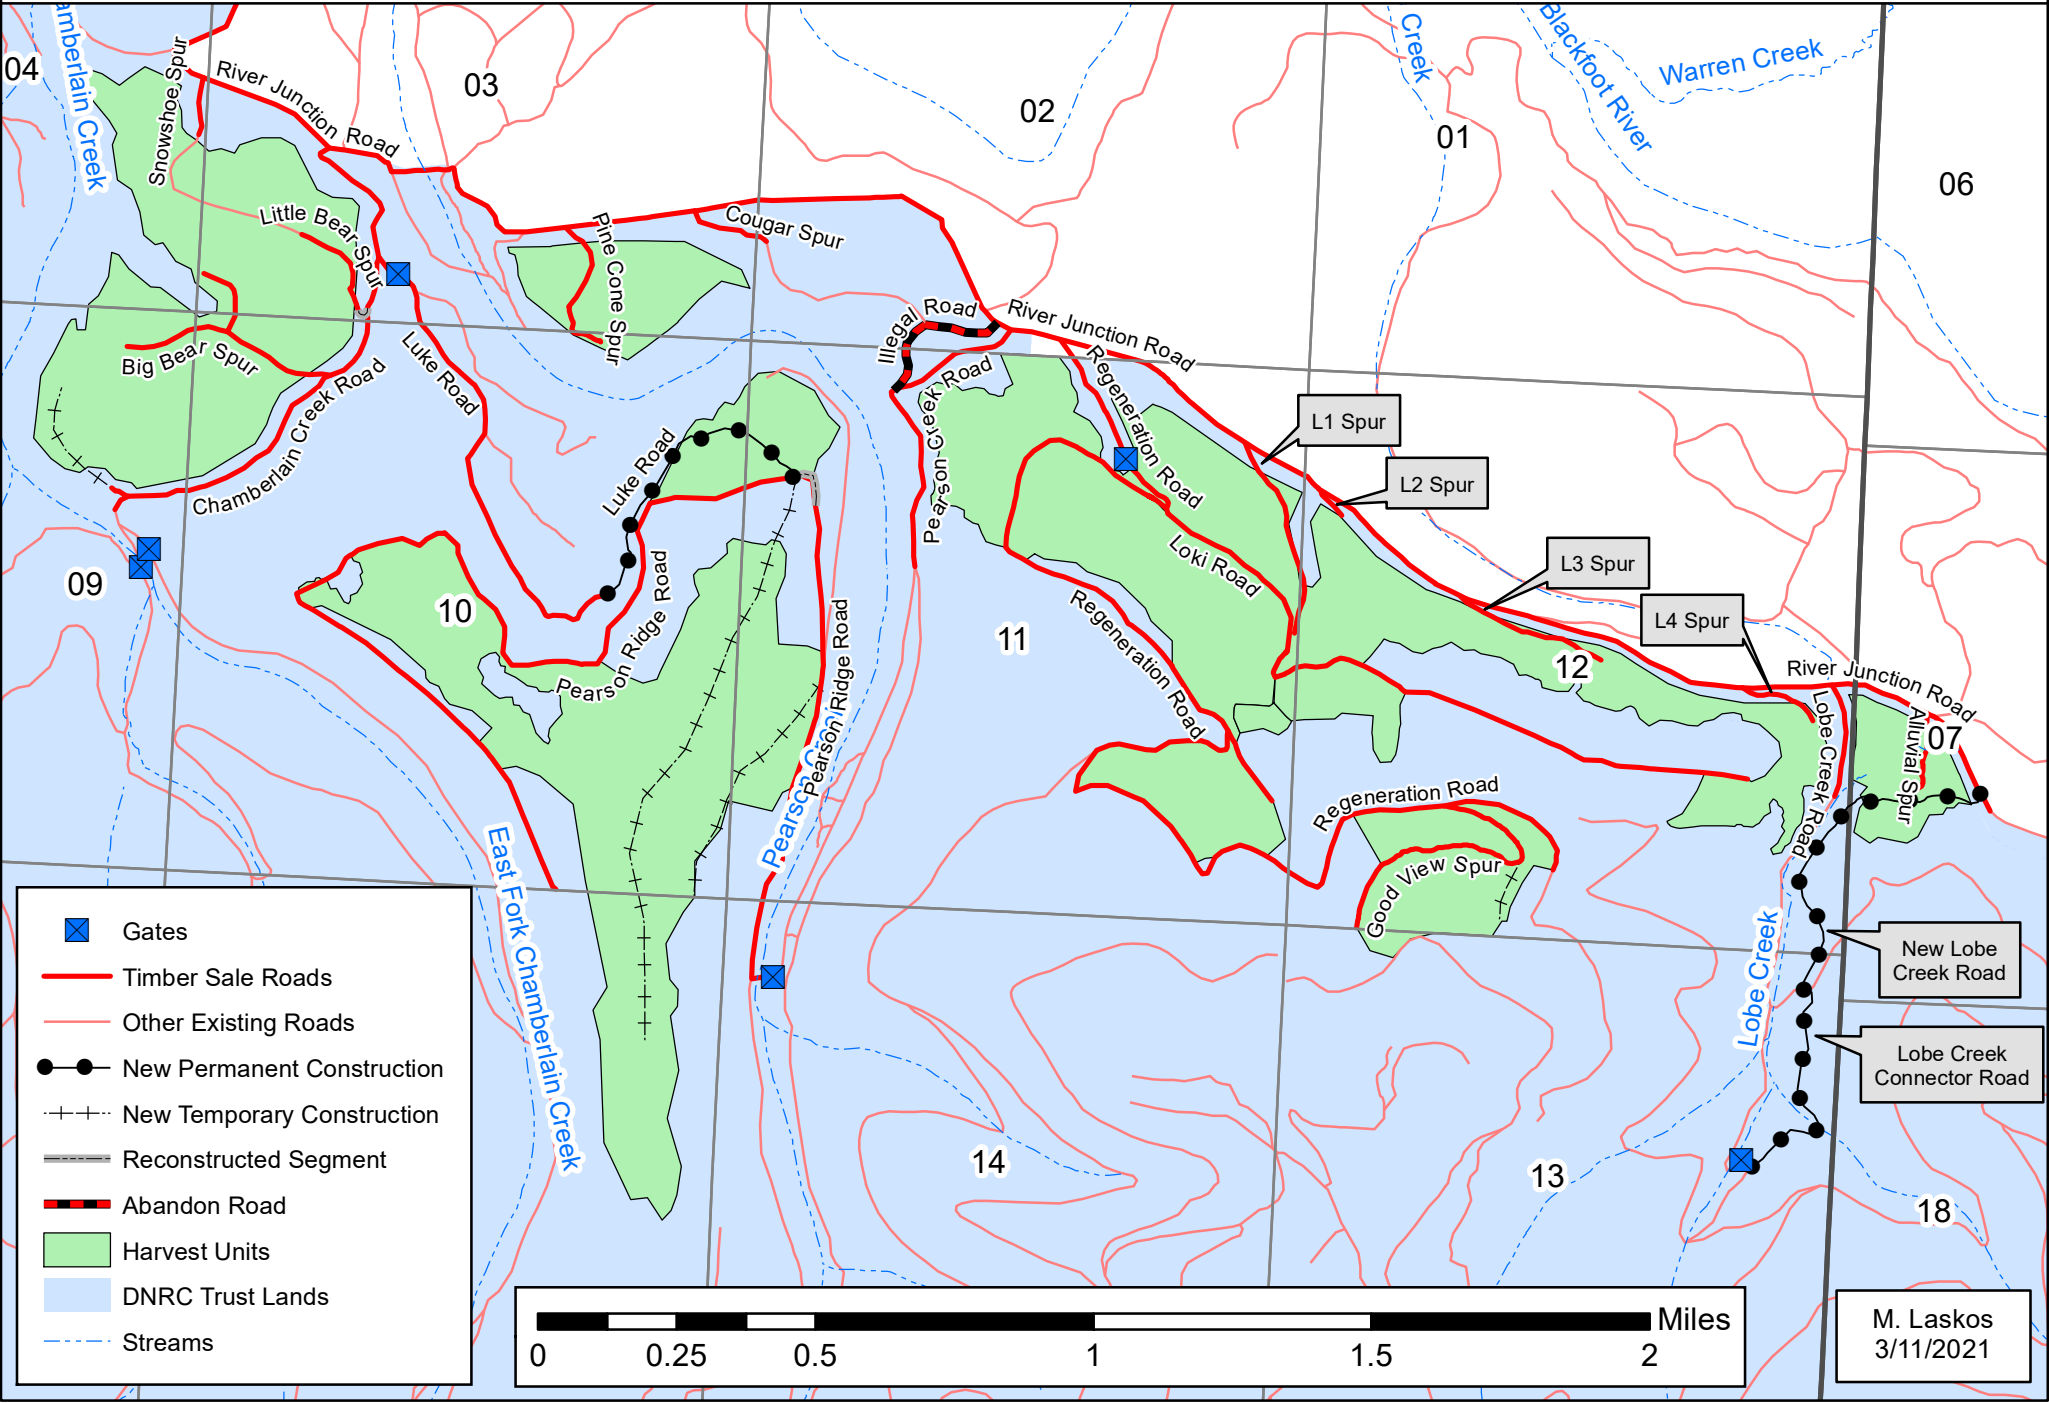 amberlain Creek
04
Snowshoe Spur
River Junction Road
03
02
Creek
01
Blackfoot River
Warren Creek
06
Little Bear Spur
Pine Cone Spur
Cougar Spur
Big Bear Spur
Chamberlain Creek Road
Luke Road
Illegal Road
River Junction Road
Pearson Creek Road
Regeneration Road
L1 Spur
L2 Spur
L3 Spur
L4 Spur
Luke Road
Loki Road
09
10
11
12
Pearson Ridge Road
Pearson Ridge Road
Regeneration Road
River Junction Road
Lobe Creek Road
Alluvial Spur
07
Pearson Creek
Regeneration Road
Good View Spur
East Fork Chamberlain Creek
Lobe Creek
New Lobe
Creek Road
Lobe Creek
Connector Road
14
13
18
Gates
Timber Sale Roads
Other Existing Roads
New Permanent Construction
New Temporary Construction
Reconstructed Segment
Abandon Road
Harvest Units
DNRC Trust Lands
Streams
Miles
0 0.25 0.5 1 1.5 2
M. Laskos
3/11/2021